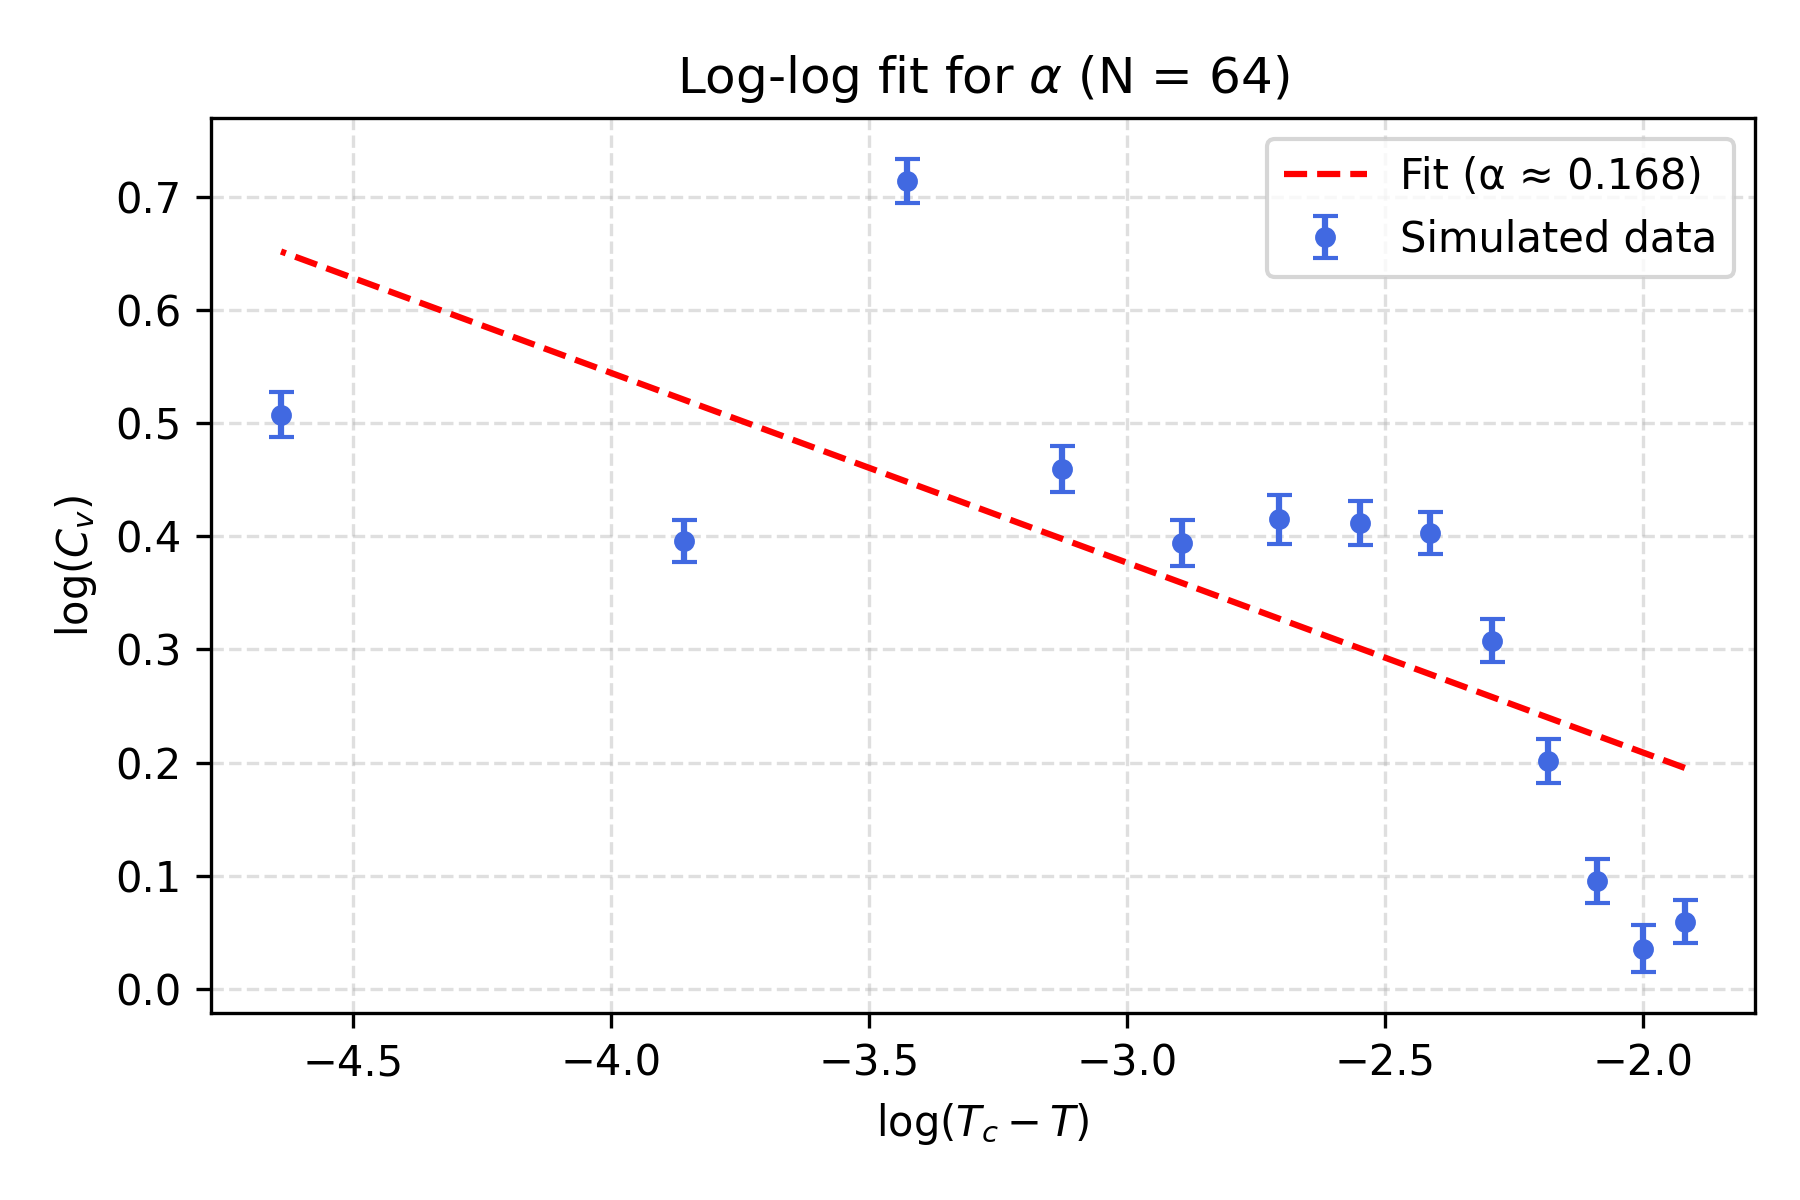 Log-log fit for α (N = 64)
Fit (α ≈ 0.168)
Simulated data
0.7
0.6
0.5
0.4
0.3
0.2
0.1
0.0
log(C_v)
−4.5 −4.0 −3.5 −3.0 −2.5 −2.0
log(T_c − T)